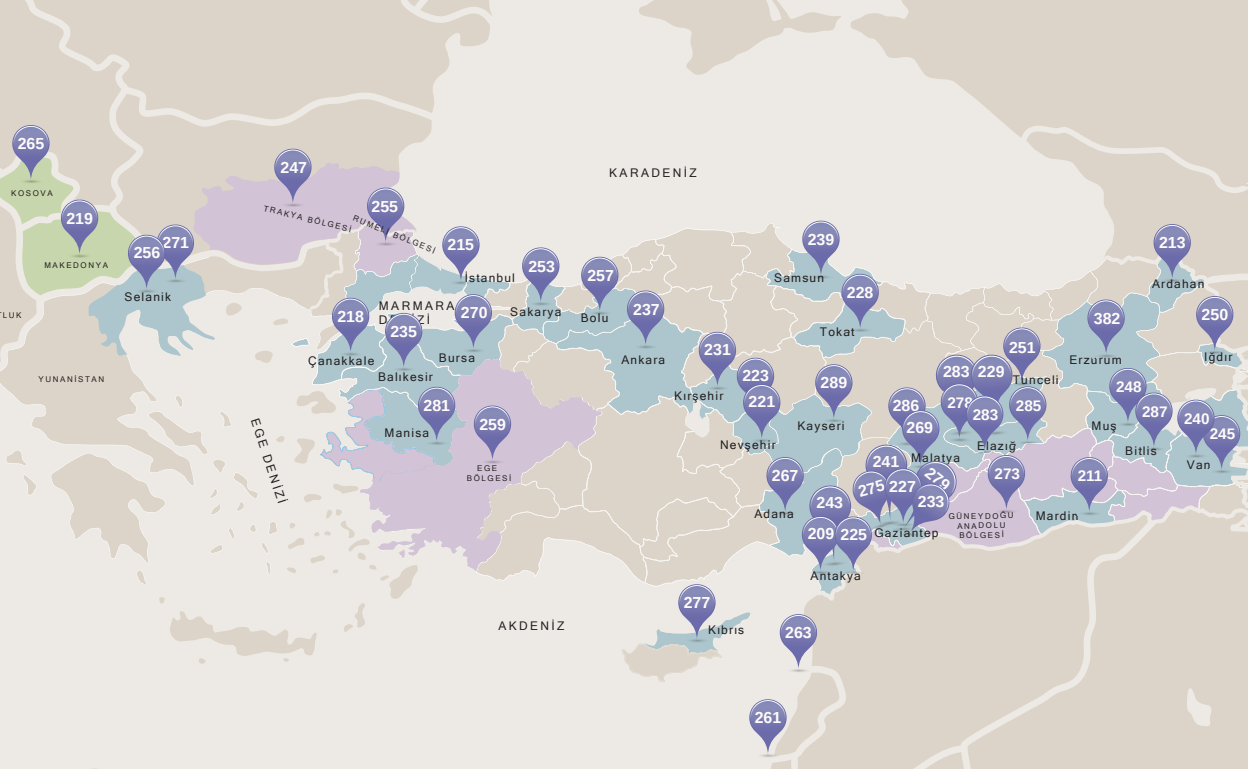 265
KOSOVA
219
MAKEDONYA
256
271
Selanik
TLUK
YUNANİSTAN
247
TRAKYA BÖLGESİ
255
RUMELİ BÖLGESİ
215
İstanbul
KARADENİZ
253
Sakarya
257
Bolu
237
Ankara
MARMARA
DENİZİ
218
Çanakkale
235
Balıkesir
270
Bursa
281
Manisa
259
EGE
BÖLGESİ
EGE DENİZİ
231
Kırşehir
223
221
Nevşehir
289
Kayseri
239
Samsun
228
Tokat
213
Ardahan
250
Iğdır
382
Erzurum
251
Tunceli
283
229
278
283
285
Elazığ
286
269
Malatya
248
Muş
287
Bitlis
240
245
Van
267
Adana
243
209
225
Antakya
241
275
227
279
233
Gaziantep
273
GÜNEYDOĞU
ANADOLU
BÖLGESİ
211
Mardin
AKDENİZ
277
Kıbrıs
263
261